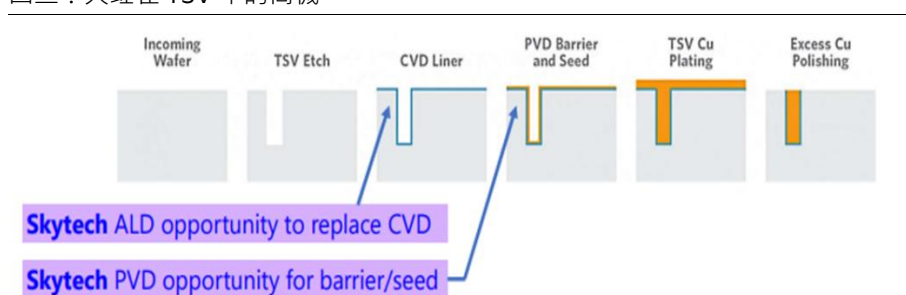 TSV
Incoming
Wafer
TSV Etch
CVD Liner
PVD Barrier
and Seed
TSV Cu
Plating
Excess Cu
Polishing
Skytech ALD opportunity to replace CVD
Skytech PVD opportunity for barrier/seed